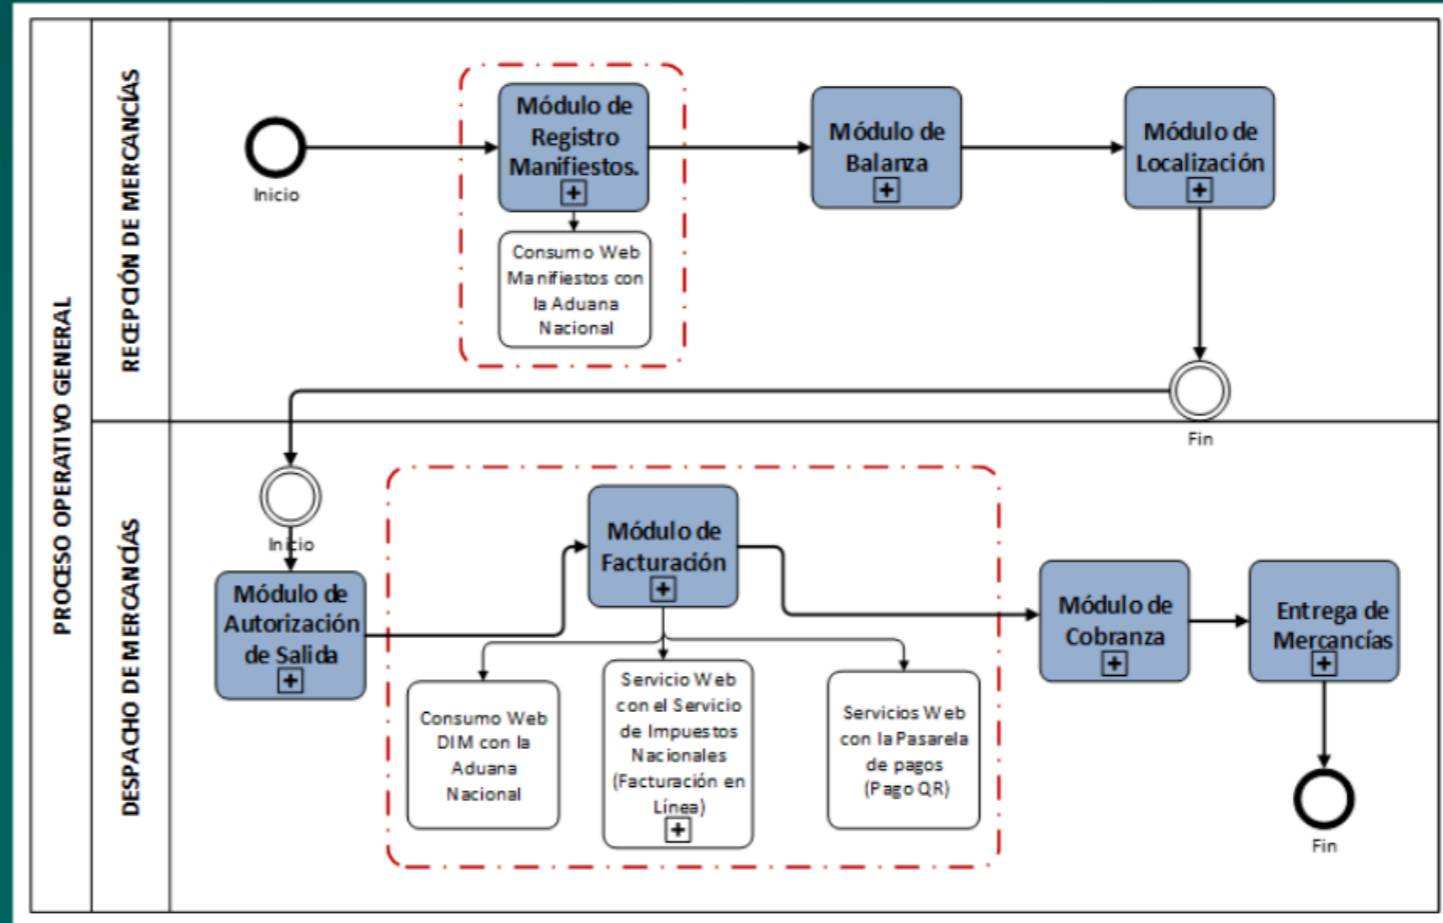 PROCESO OPERATIVO GENERAL
RECEPCIÓN DE MERCANCÍAS
Inicio
Módulo de
Registro
Manifiestos.
Consumo Web
Manifiestos con
la Aduana
Nacional
Módulo de
Balanza
Módulo de
Localización
Fin
DESPACHO DE MERCANCÍAS
Inicio
Módulo de
Autorización
de Salida
Módulo de
Facturación
Consumo Web
DIM con la
Aduana
Nacional
Servicio Web
con el Servicio
de Impuestos
Nacionales
(Facturación en
Línea)
Servicios Web
con la Pasarela
de pagos
(Pago QR)
Módulo de
Cobranza
Entrega de
Mercancías
Fin